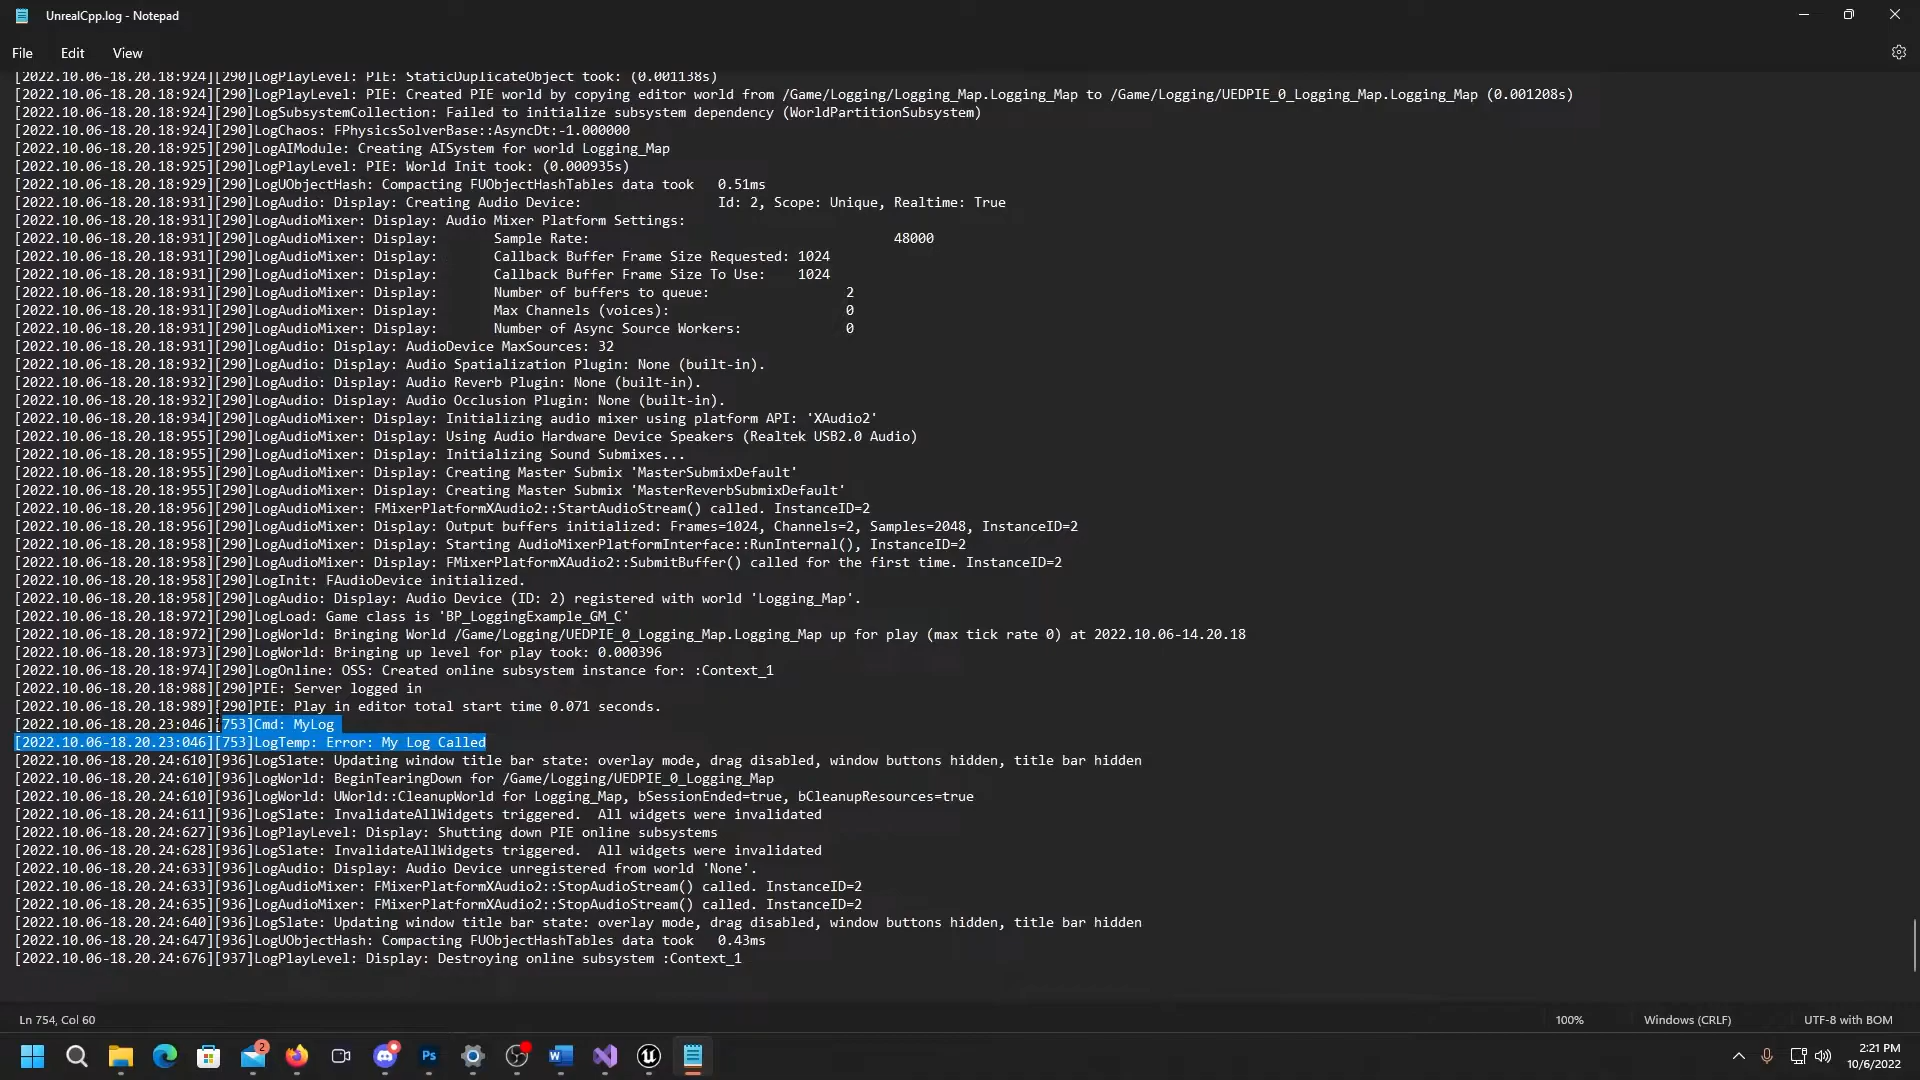 UnrealCpp.log - Notepad
File Edit View
[2022.10.06-18.20.18:924][290]LogPlayLevel: PIE: StaticDuplicateObject took: (0.001138s)
[2022.10.06-18.20.18:924][290]LogPlayLevel: PIE: Created PIE world by copying editor world from /Game/Logging/Logging_Map.Logging_Map to /Game/Logging/UEDPIE_0_Logging_Map.Logging_Map (0.001208s)
[2022.10.06-18.20.18:924][290]LogSubsystemCollection: Failed to initialize subsystem dependency (WorldPartitionSubsystem)
[2022.10.06-18.20.18:924][290]LogChaos: FPhysicsSolverBase::AsyncDt:-1.000000
[2022.10.06-18.20.18:925][290]LogAIModule: Creating AISystem for world Logging_Map
[2022.10.06-18.20.18:925][290]LogPlayLevel: PIE: World Init took: (0.000935s)
[2022.10.06-18.20.18:929][290]LogUObjectHash: Compacting FUObjectHashTables data took   0.51ms
[2022.10.06-18.20.18:931][290]LogAudio: Display: Creating Audio Device:                 Id: 2, Scope: Unique, Realtime: True
[2022.10.06-18.20.18:931][290]LogAudioMixer: Display: Audio Mixer Platform Settings:
[2022.10.06-18.20.18:931][290]LogAudioMixer: Display:       Sample Rate:                                      48000
[2022.10.06-18.20.18:931][290]LogAudioMixer: Display:       Callback Buffer Frame Size Requested: 1024
[2022.10.06-18.20.18:931][290]LogAudioMixer: Display:       Callback Buffer Frame Size To Use:    1024
[2022.10.06-18.20.18:931][290]LogAudioMixer: Display:       Number of buffers to queue:                 2
[2022.10.06-18.20.18:931][290]LogAudioMixer: Display:       Max Channels (voices):                      0
[2022.10.06-18.20.18:931][290]LogAudioMixer: Display:       Number of Async Source Workers:             0
[2022.10.06-18.20.18:931][290]LogAudio: Display: AudioDevice MaxSources: 32
[2022.10.06-18.20.18:932][290]LogAudio: Display: Audio Spatialization Plugin: None (built-in).
[2022.10.06-18.20.18:932][290]LogAudio: Display: Audio Reverb Plugin: None (built-in).
[2022.10.06-18.20.18:932][290]LogAudio: Display: Audio Occlusion Plugin: None (built-in).
[2022.10.06-18.20.18:934][290]LogAudioMixer: Display: Initializing audio mixer using platform API: 'XAudio2'
[2022.10.06-18.20.18:955][290]LogAudioMixer: Display: Using Audio Hardware Device Speakers (Realtek USB2.0 Audio)
[2022.10.06-18.20.18:955][290]LogAudioMixer: Display: Initializing Sound Submixes...
[2022.10.06-18.20.18:955][290]LogAudioMixer: Display: Creating Master Submix 'MasterSubmixDefault'
[2022.10.06-18.20.18:955][290]LogAudioMixer: Display: Creating Master Submix 'MasterReverbSubmixDefault'
[2022.10.06-18.20.18:956][290]LogAudioMixer: FMixerPlatformXAudio2::StartAudioStream() called. InstanceID=2
[2022.10.06-18.20.18:956][290]LogAudioMixer: Display: Output buffers initialized: Frames=1024, Channels=2, Samples=2048, InstanceID=2
[2022.10.06-18.20.18:958][290]LogAudioMixer: Display: Starting AudioMixerPlatformInterface::RunInternal(), InstanceID=2
[2022.10.06-18.20.18:958][290]LogAudioMixer: Display: FMixerPlatformXAudio2::SubmitBuffer() called for the first time. InstanceID=2
[2022.10.06-18.20.18:958][290]LogInit: FAudioDevice initialized.
[2022.10.06-18.20.18:958][290]LogAudio: Display: Audio Device (ID: 2) registered with world 'Logging_Map'.
[2022.10.06-18.20.18:972][290]LogLoad: Game class is 'BP_LoggingExample_GM_C'
[2022.10.06-18.20.18:972][290]LogWorld: Bringing World /Game/Logging/UEDPIE_0_Logging_Map.Logging_Map up for play (max tick rate 0) at 2022.10.06-14.20.18
[2022.10.06-18.20.18:973][290]LogWorld: Bringing up level for play took: 0.000396
[2022.10.06-18.20.18:974][290]LogOnline: OSS: Created online subsystem instance for: :Context_1
[2022.10.06-18.20.18:988][290]PIE: Server logged in
[2022.10.06-18.20.18:989][290]PIE: Play in editor total start time 0.071 seconds.
[2022.10.06-18.20.23:046][753]Cmd: MyLog
[2022.10.06-18.20.23:046][753]LogTemp: Error: My Log Called
[2022.10.06-18.20.24:610][936]LogSlate: Updating window title bar state: overlay mode, drag disabled, window buttons hidden, title bar hidden
[2022.10.06-18.20.24:610][936]LogWorld: BeginTearingDown for /Game/Logging/UEDPIE_0_Logging_Map
[2022.10.06-18.20.24:610][936]LogWorld: UWorld::CleanupWorld for Logging_Map, bSessionEnded=true, bCleanupResources=true
[2022.10.06-18.20.24:611][936]LogSlate: InvalidateAllWidgets triggered.  All widgets were invalidated
[2022.10.06-18.20.24:627][936]LogPlayLevel: Display: Shutting down PIE online subsystems
[2022.10.06-18.20.24:628][936]LogSlate: InvalidateAllWidgets triggered.  All widgets were invalidated
[2022.10.06-18.20.24:633][936]LogAudio: Display: Audio Device unregistered from world 'None'.
[2022.10.06-18.20.24:633][936]LogAudioMixer: FMixerPlatformXAudio2::StopAudioStream() called. InstanceID=2
[2022.10.06-18.20.24:635][936]LogAudioMixer: FMixerPlatformXAudio2::StopAudioStream() called. InstanceID=2
[2022.10.06-18.20.24:640][936]LogSlate: Updating window title bar state: overlay mode, drag disabled, window buttons hidden, title bar hidden
[2022.10.06-18.20.24:647][936]LogUObjectHash: Compacting FUObjectHashTables data took   0.43ms
[2022.10.06-18.20.24:676][937]LogPlayLevel: Display: Destroying online subsystem :Context_1
Ln 754, Col 60 100% Windows (CRLF) UTF-8 with BOM
2 Ps W 2:21 PM
10/6/2022